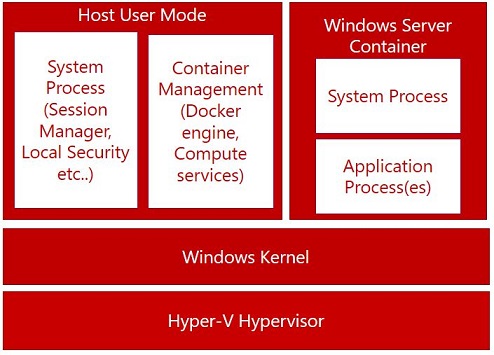 Host User Mode
System
Process
(Session
Manager,
Local Security
etc..)
Container
Management
(Docker
engine,
Compute
services)
Windows Server
Container
System Process
Application
Process(es)
Windows Kernel
Hyper-V Hypervisor